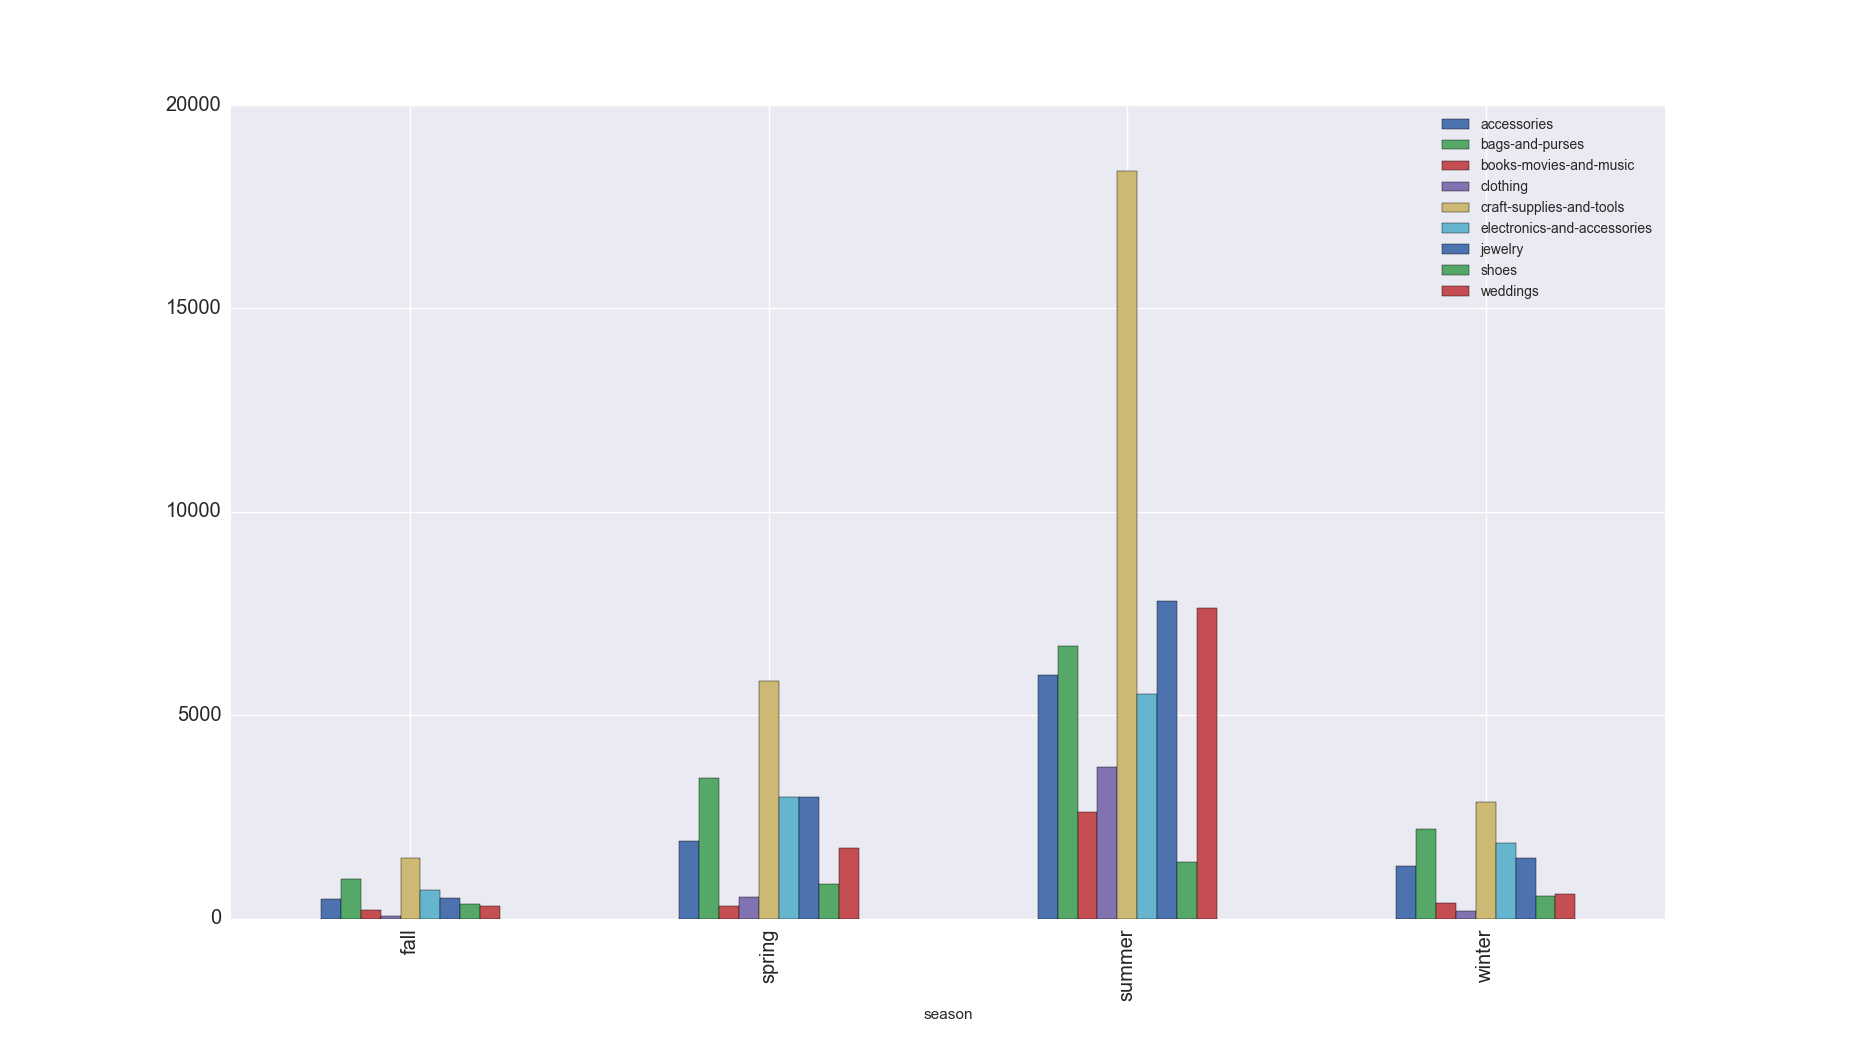 20000
15000
10000
5000
0
accessories
bags-and-purses
books-movies-and-music
clothing
craft-supplies-and-tools
electronics-and-accessories
jewelry
shoes
weddings
fall
spring
summer
winter
season